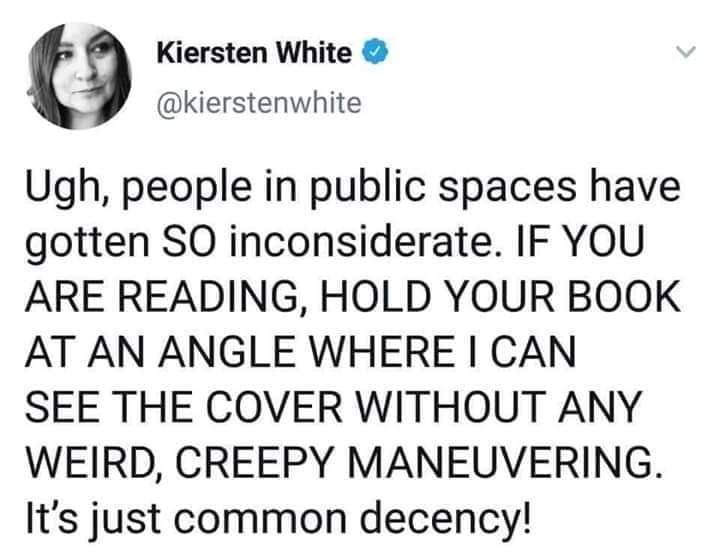 Kiersten White
@kierstenwhite
Ugh, people in public spaces have
gotten SO inconsiderate. IF YOU
ARE READING, HOLD YOUR BOOK
AT AN ANGLE WHERE I CAN
SEE THE COVER WITHOUT ANY
WEIRD, CREEPY MANEUVERING.
It's just common decency!